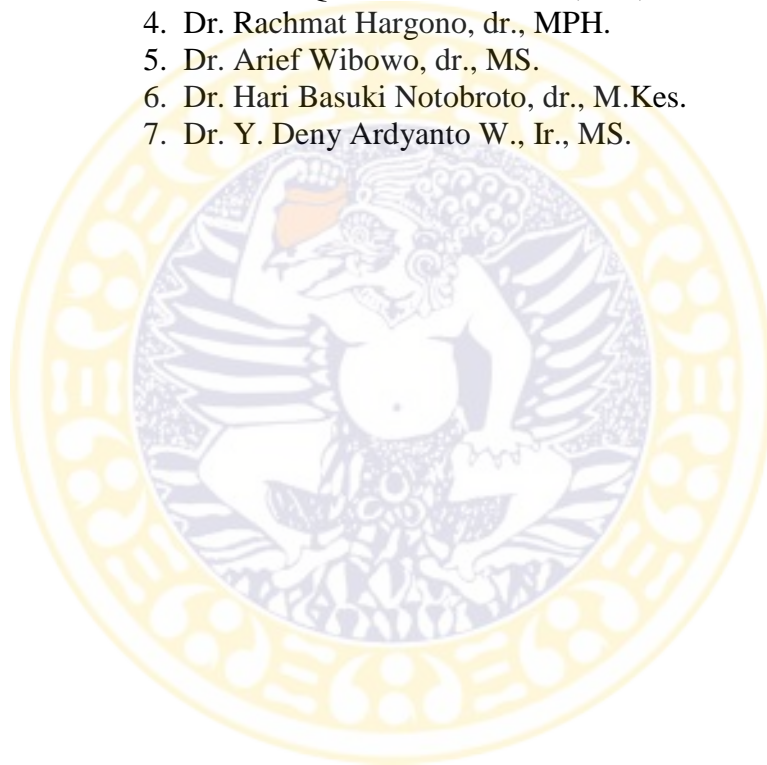 4. Dr. Rachmat Hargono, dr., MPH.
5. Dr. Arief Wibowo, dr., MS.
6. Dr. Hari Basuki Notobroto, dr., M.Kes.
7. Dr. Y. Deny Ardyanto W., Ir., MS.